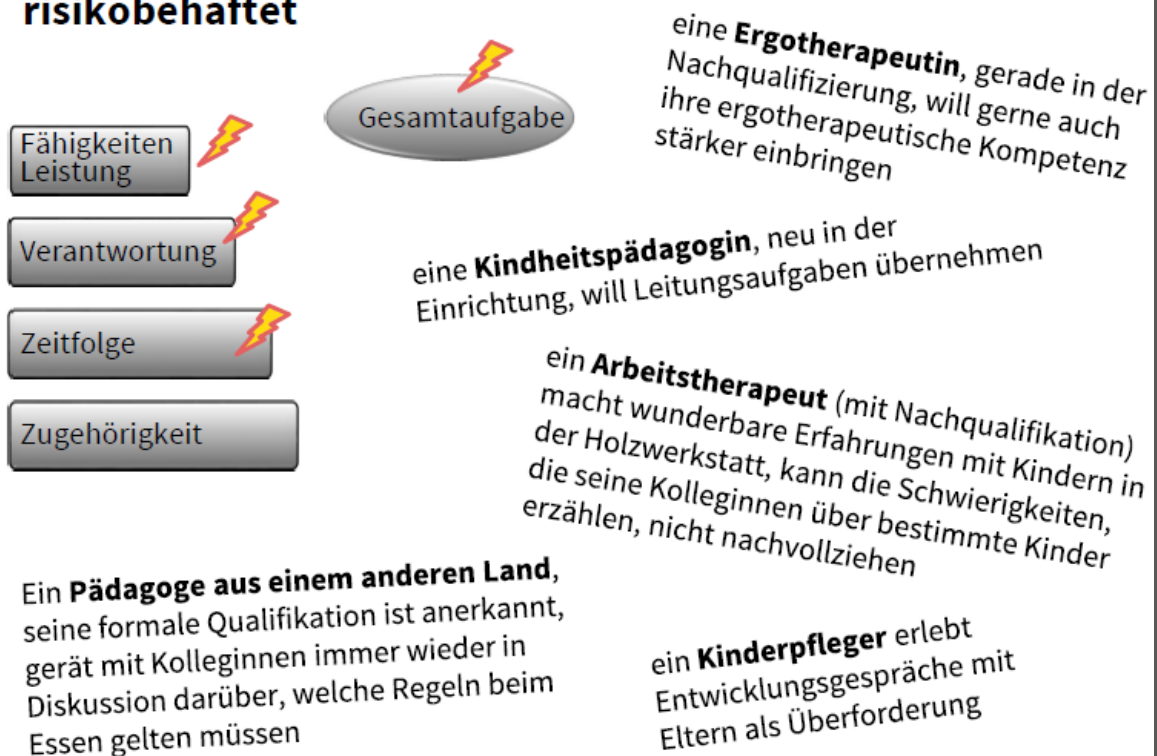 risikobehaftet
Gesamtaufgabe
Fähigkeiten
Leistung
Verantwortung
Zeitfolge
Zugehörigkeit
eine Ergotherapeutin, gerade in der
Nachqualifizierung, will gerne auch
ihre ergotherapeutische Kompetenz
stärker einbringen
eine Kindheitspädagogin, neu in der
Einrichtung, will Leitungsaufgaben übernehmen
ein Arbeitstherapeut (mit Nachqualifikation)
macht wunderbare Erfahrungen mit Kindern in
der Holzwerkstatt, kann die Schwierigkeiten,
die seine Kolleginnen über bestimmte Kinder
erzählen, nicht nachvollziehen
Ein Pädagoge aus einem anderen Land,
seine formale Qualifikation ist anerkannt,
gerät mit Kolleginnen immer wieder in
Diskussion darüber, welche Regeln beim
Essen gelten müssen
ein Kinderpfleger erlebt
Entwicklungsgespräche mit
Eltern als Überforderung